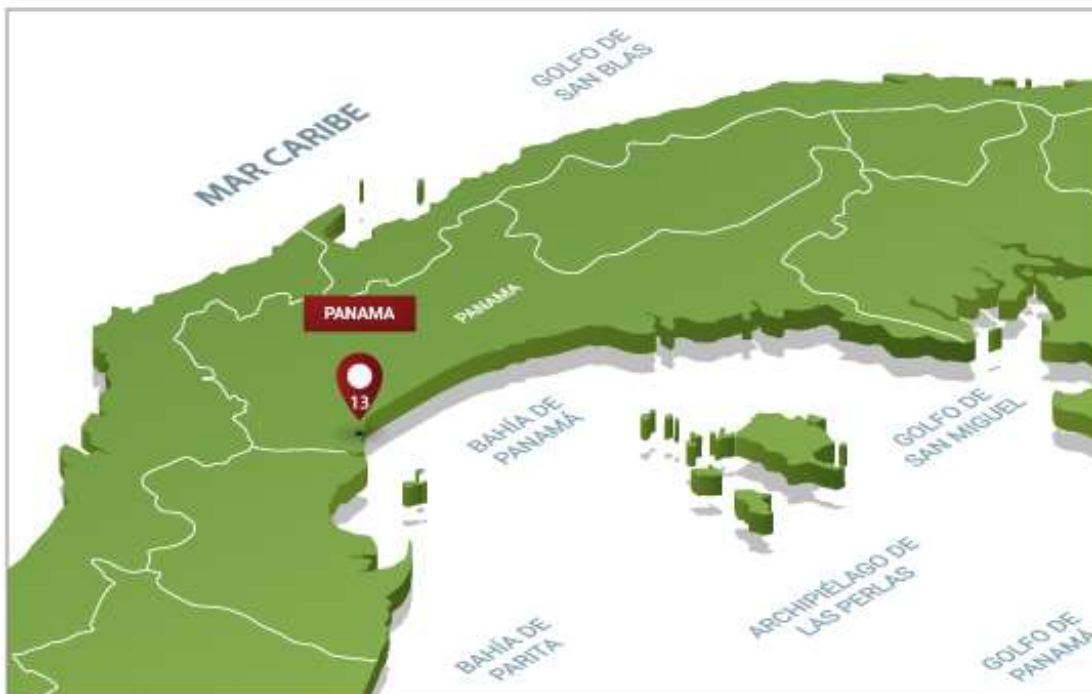 GOLFO DE
SAN BLAS
MAR CARIBE
PANAMA
PANAMA
13
BAHÍA DE
PANAMÁ
GOLFO DE
SAN MIGUEL
ARCHIPIÉLAGO DE
LAS PERLAS
BAHÍA DE
PARITA
GOLFO DE
PANAMÁ